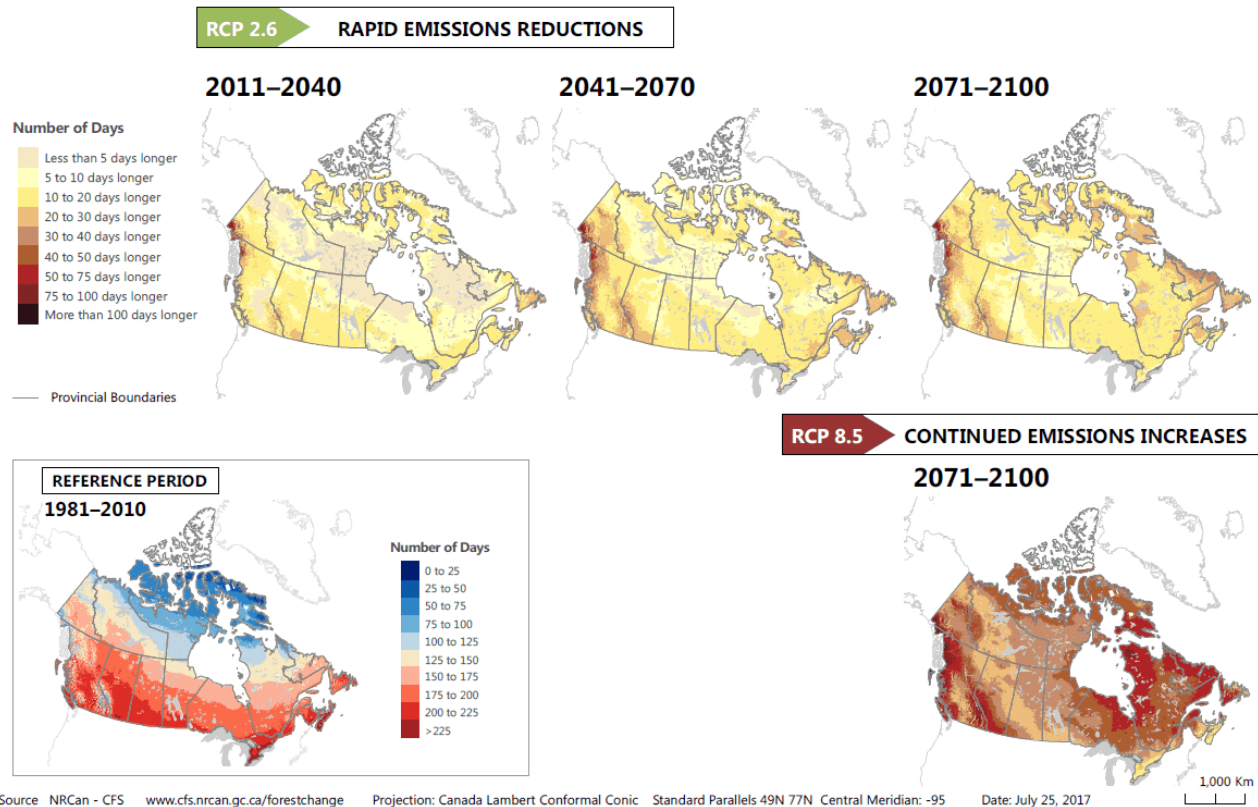 RCP 2.6 RAPID EMISSIONS REDUCTIONS
2011–2040
2041–2070
2071–2100
Number of Days
Less than 5 days longer
5 to 10 days longer
10 to 20 days longer
20 to 30 days longer
30 to 40 days longer
40 to 50 days longer
50 to 75 days longer
75 to 100 days longer
More than 100 days longer
Provincial Boundaries
RCP 8.5 CONTINUED EMISSIONS INCREASES
2071–2100
REFERENCE PERIOD
1981–2010
Number of Days
0 to 25
25 to 50
50 to 75
75 to 100
100 to 125
125 to 150
150 to 175
175 to 200
200 to 225
>225
1,000 Km
Source NRCan - CFS www.cfs.nrcan.gc.ca/forestchange Projection: Canada Lambert Conformal Conic Standard Parallels 49N 77N Central Meridian: -95 Date: July 25, 2017